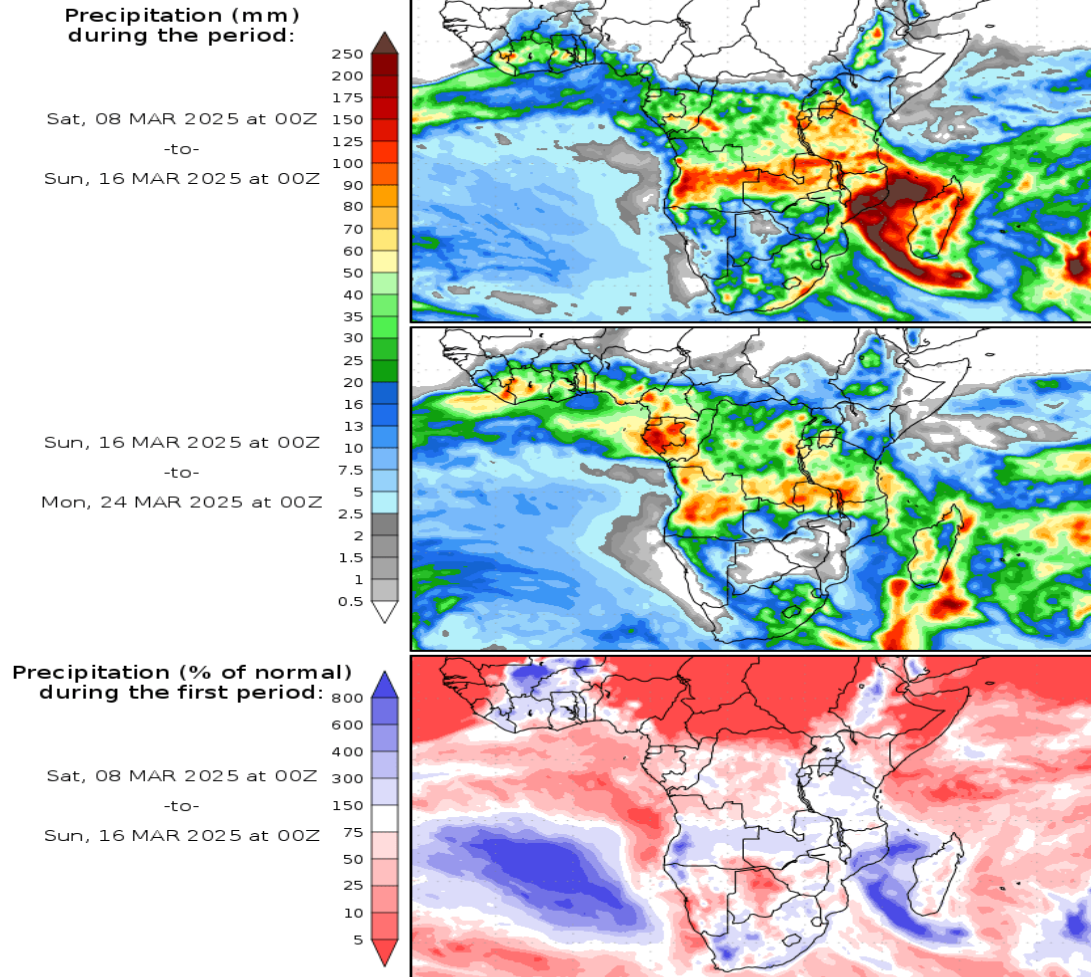 Precipitation (mm)
during the period:
250
200
175
150
125
100
90
80
70
60
50
40
35
30
25
20
16
13
10
7.5
5
2.5
2
1.5
1
0.5
Sat, 08 MAR 2025 at 00Z
-to-
Sun, 16 MAR 2025 at 00Z
Sun, 16 MAR 2025 at 00Z
-to-
Mon, 24 MAR 2025 at 00Z
Precipitation (% of normal)
during the first period:
800
600
400
300
150
75
50
25
10
5
Sat, 08 MAR 2025 at 00Z
-to-
Sun, 16 MAR 2025 at 00Z